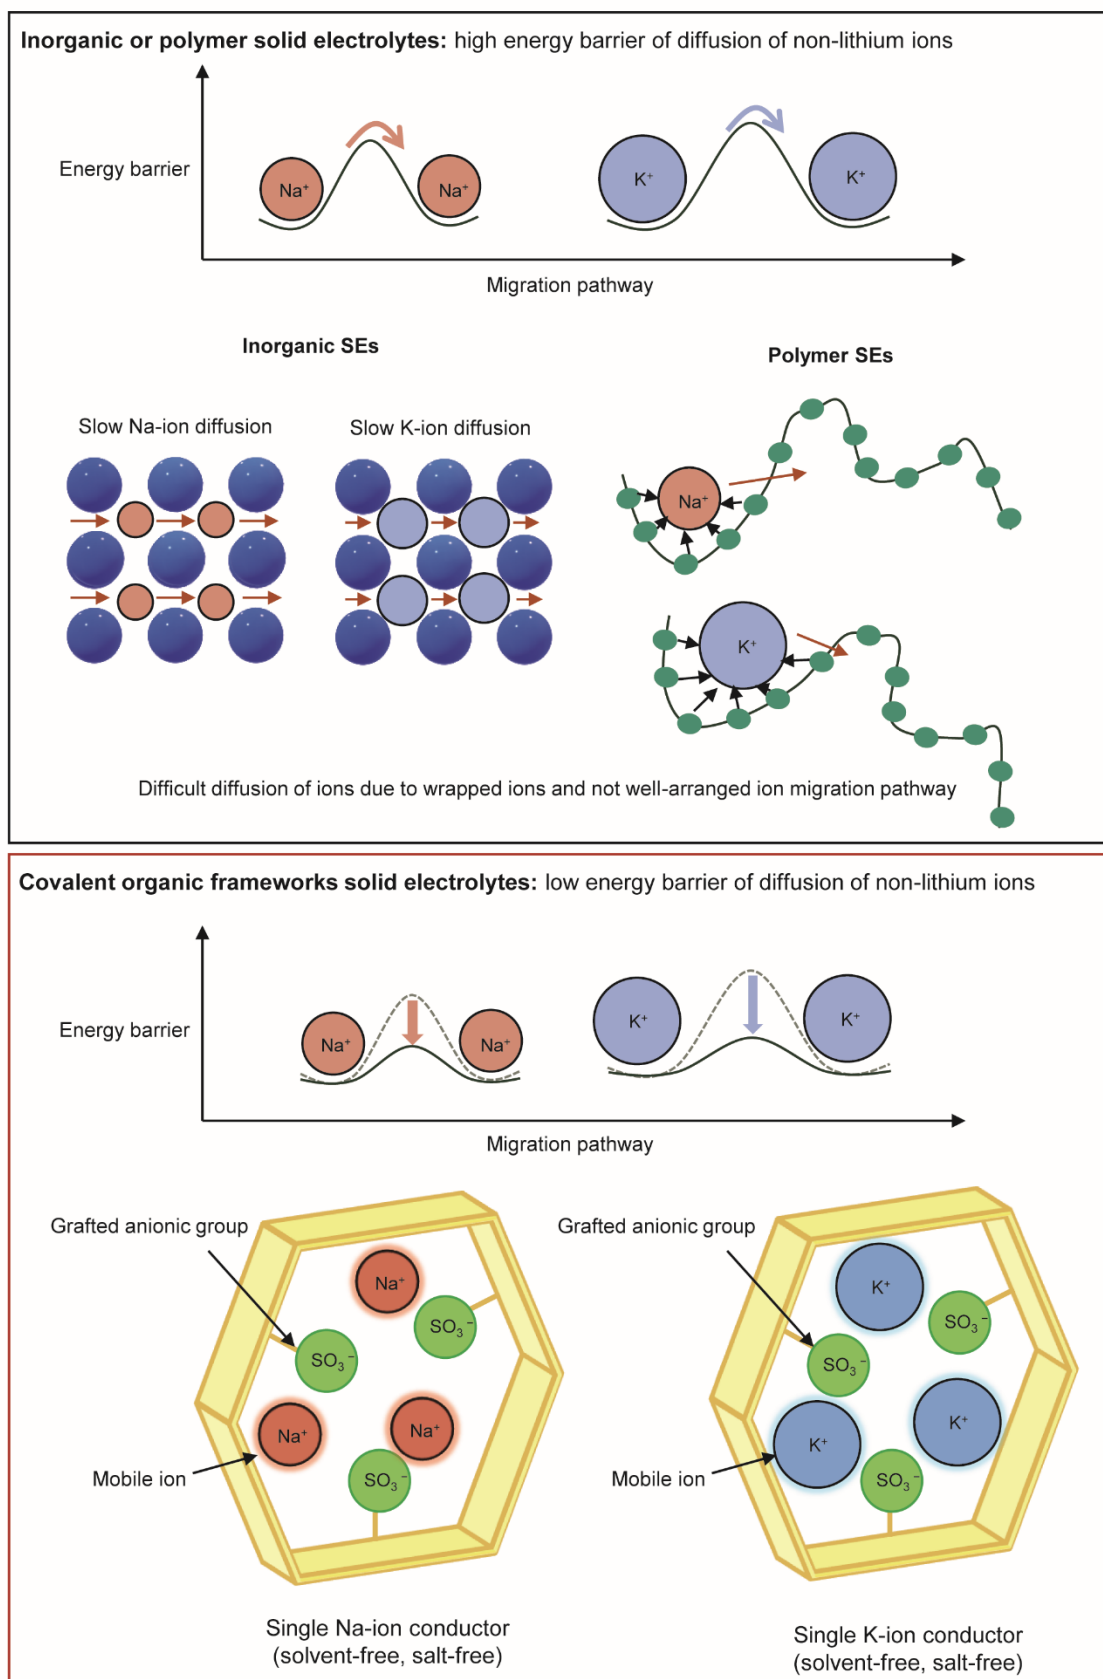 Inorganic or polymer solid electrolytes: high energy barrier of diffusion of non-lithium ions
Energy barrier
Na⁺
Na⁺
K⁺
K⁺
Migration pathway
Inorganic SEs
Polymer SEs
Slow Na-ion diffusion
Slow K-ion diffusion
Na⁺
K⁺
Difficult diffusion of ions due to wrapped ions and not well-arranged ion migration pathway
Covalent organic frameworks solid electrolytes: low energy barrier of diffusion of non-lithium ions
Energy barrier
Na⁺
Na⁺
K⁺
K⁺
Migration pathway
Grafted anionic group
Na⁺
SO₃⁻
SO₃⁻
Na⁺
Na⁺
SO₃⁻
Mobile ion
Single Na-ion conductor
(solvent-free, salt-free)
Grafted anionic group
K⁺
SO₃⁻
SO₃⁻
K⁺
K⁺
SO₃⁻
Mobile ion
Single K-ion conductor
(solvent-free, salt-free)